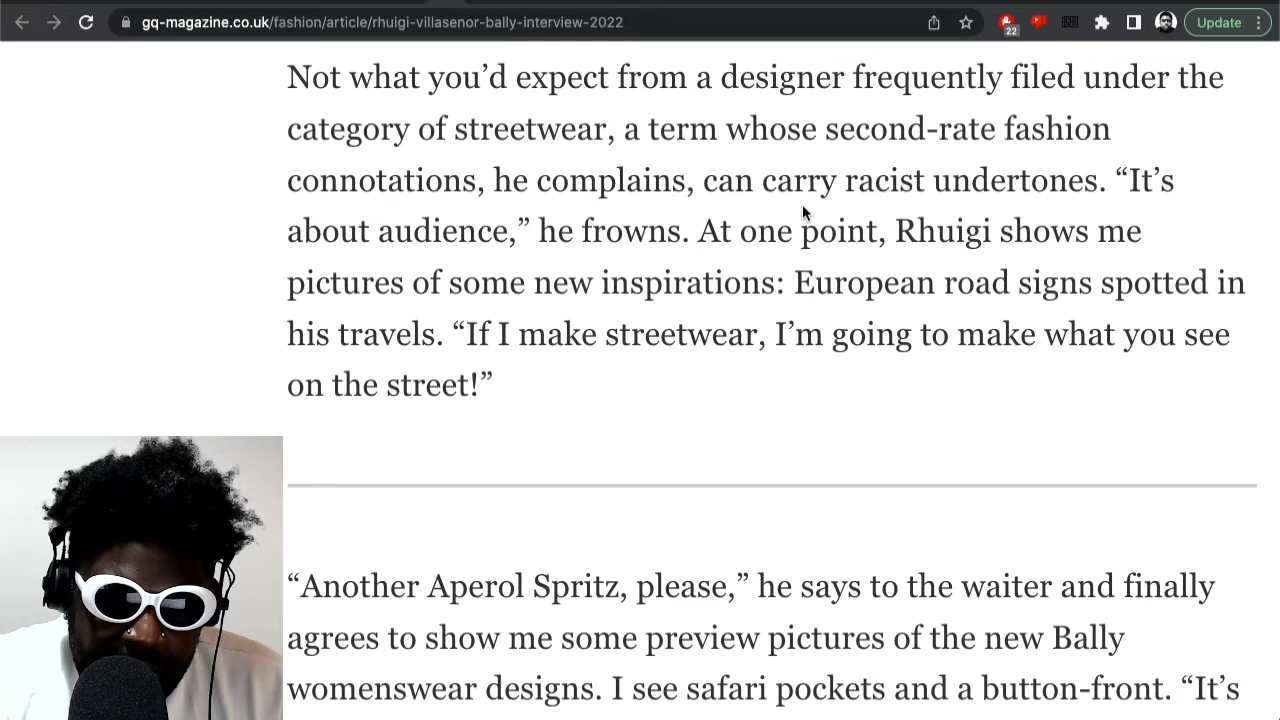 gq-magazine.co.uk/fashion/article/rhuigi-villasenor-bally-interview-2022
22
Update
Not what you’d expect from a designer frequently filed under the
category of streetwear, a term whose second-rate fashion
connotations, he complains, can carry racist undertones. “It’s
about audience,” he frowns. At one point, Rhuigi shows me
pictures of some new inspirations: European road signs spotted in
his travels. “If I make streetwear, I’m going to make what you see
on the street!”
“Another Aperol Spritz, please,” he says to the waiter and finally
agrees to show me some preview pictures of the new Bally
womenswear designs. I see safari pockets and a button-front. “It’s